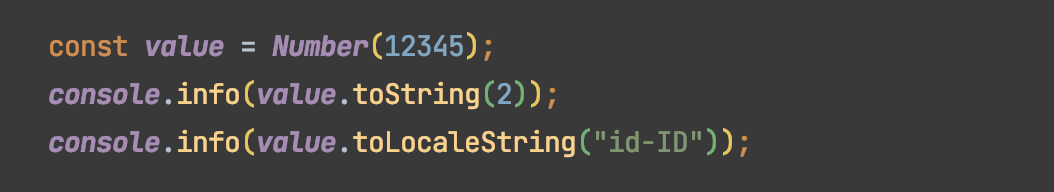 const value = Number(12345);
console.info(value.toString(2));
console.info(value.toLocaleString("id-ID"));